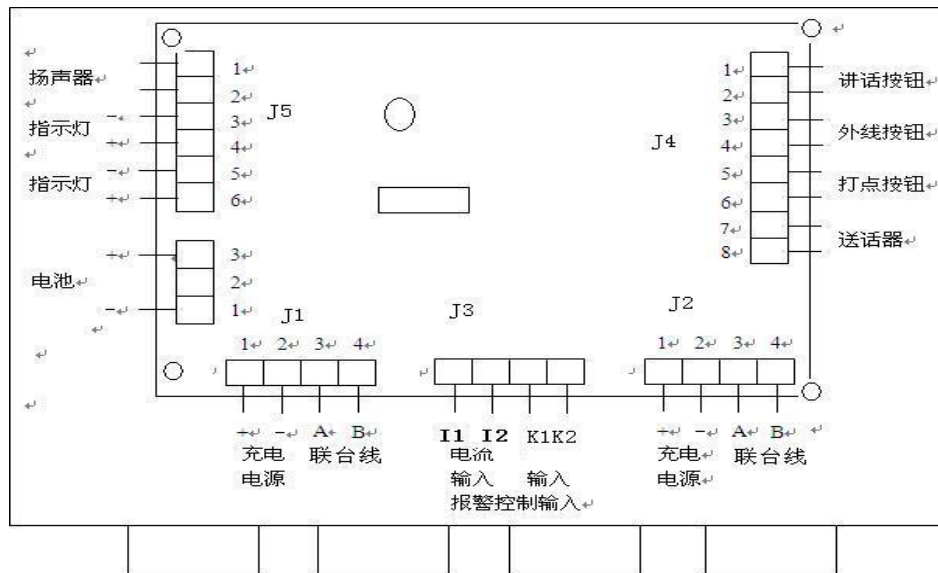 扬声器
指示灯
指示灯
- + - +
1
2
3
4
5
6
J5
电池
+ -
3
2
1
J4
1
2
3
4
5
6
7
8
讲话按钮
外线按钮
打点按钮
送话器
J1
1 2 3 4
+ - A B
充电 联台线
电源
J3
I1 I2 K1K2
电流
输入 输入
报警控制输入
J2
1 2 3 4
+ - A B
充电 联台线
电源